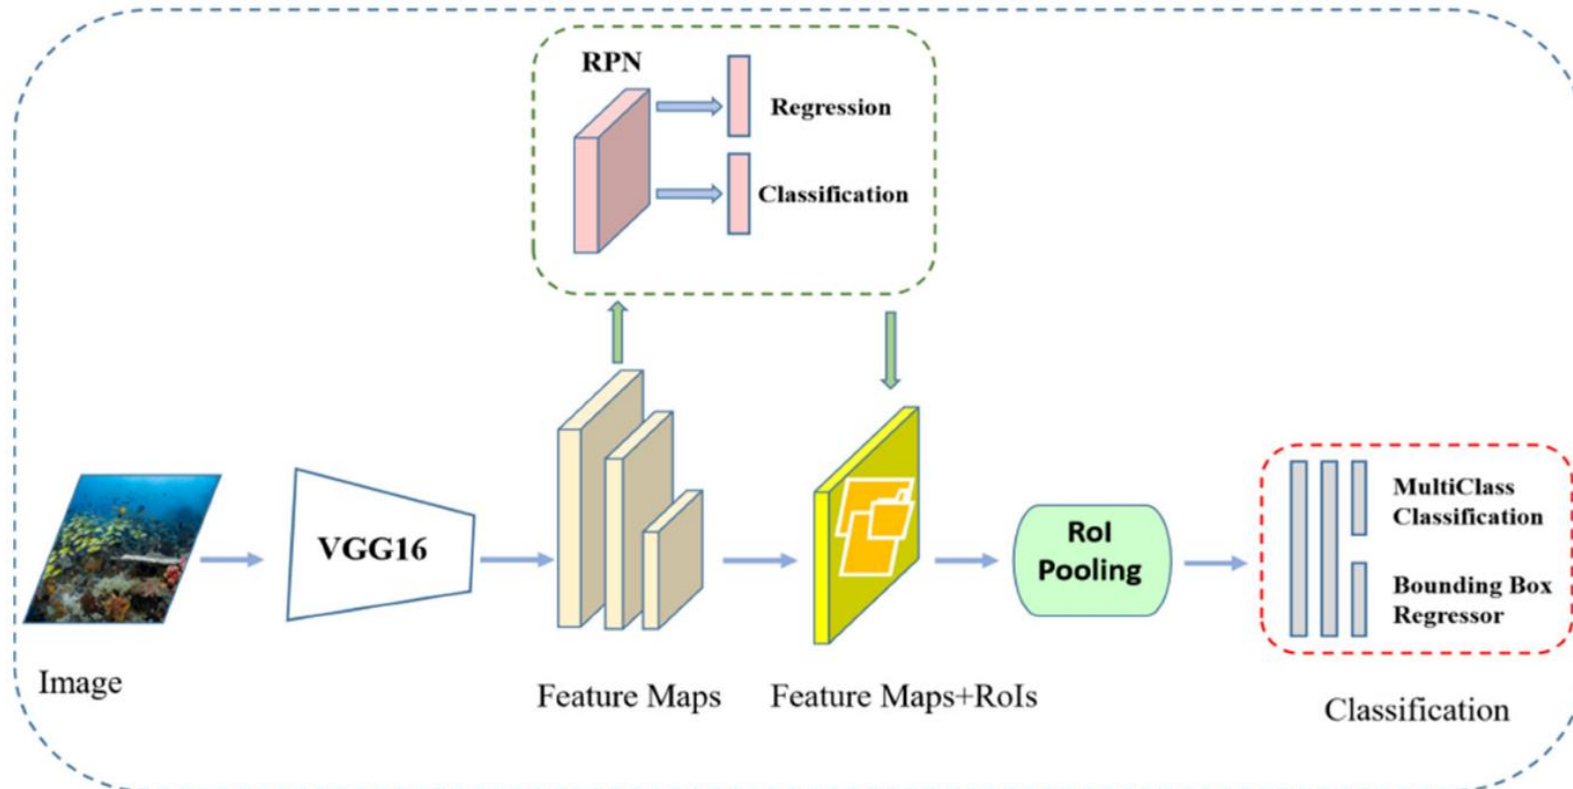 RPN
Regression
Classification
VGG16
RoI
Pooling
MultiClass
Classification
Bounding Box
Regressor
Image
Feature Maps
Feature Maps+RoIs
Classification